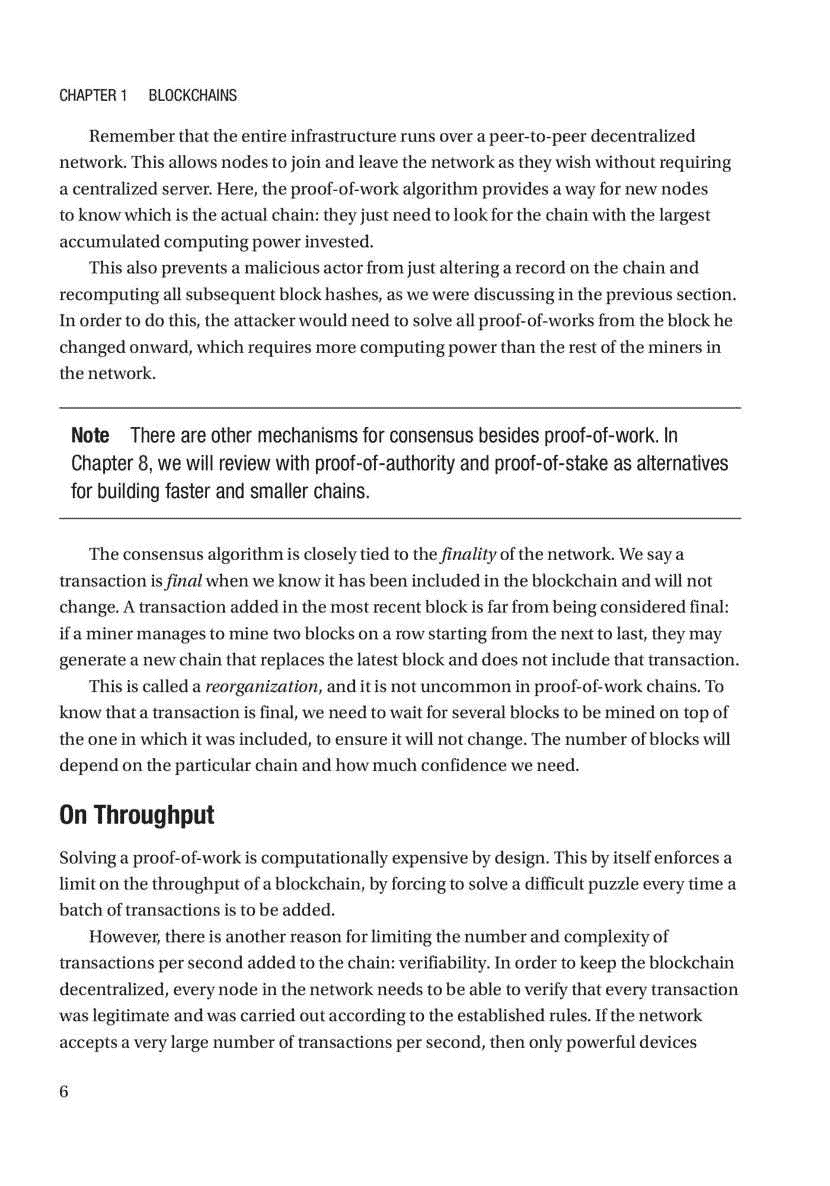 CHAPTER 1 BLOCKCHAINS
Remember that the entire infrastructure runs over a peer-to-peer decentralized
network. This allows nodes to join and leave the network as they wish without requiring
a centralized server. Here, the proof-of-work algorithm provides a way for new nodes
to know which is the actual chain: they just need to look for the chain with the largest
accumulated computing power invested.
This also prevents a malicious actor from just altering a record on the chain and
recomputing all subsequent block hashes, as we were discussing in the previous section.
In order to do this, the attacker would need to solve all proof-of-works from the block he
changed onward, which requires more computing power than the rest of the miners in
the network.
Note There are other mechanisms for consensus besides proof-of-work. In
Chapter 8, we will review with proof-of-authority and proof-of-stake as alternatives
for building faster and smaller chains.
The consensus algorithm is closely tied to the finality of the network. We say a
transaction is final when we know it has been included in the blockchain and will not
change. A transaction added in the most recent block is far from being considered final:
if a miner manages to mine two blocks on a row starting from the next to last, they may
generate a new chain that replaces the latest block and does not include that transaction.
This is called a reorganization, and it is not uncommon in proof-of-work chains. To
know that a transaction is final, we need to wait for several blocks to be mined on top of
the one in which it was included, to ensure it will not change. The number of blocks will
depend on the particular chain and how much confidence we need.
On Throughput
Solving a proof-of-work is computationally expensive by design. This by itself enforces a
limit on the throughput of a blockchain, by forcing to solve a difficult puzzle every time a
batch of transactions is to be added.
However, there is another reason for limiting the number and complexity of
transactions per second added to the chain: verifiability. In order to keep the blockchain
decentralized, every node in the network needs to be able to verify that every transaction
was legitimate and was carried out according to the established rules. If the network
accepts a very large number of transactions per second, then only powerful devices
6